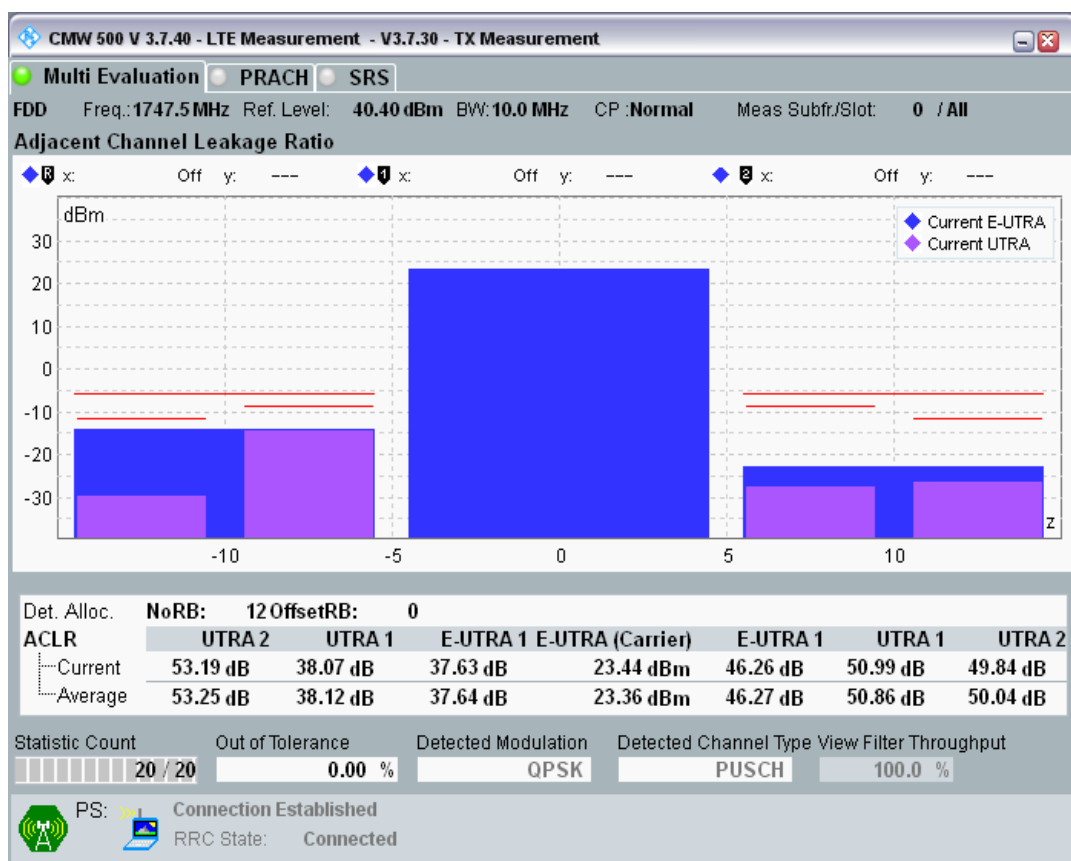 CMW 500 V 3.7.40 - LTE Measurement - V3.7.30 - TX Measurement
Multi Evaluation PRACH SRS
FDD Freq.: 1747.5 MHz Ref. Level: 40.40 dBm BW: 10.0 MHz CP :Normal Meas Subfr./Slot: 0 / All
Adjacent Channel Leakage Ratio
R x: Off y: --- 1 x: Off y: --- 2 x: Off y: ---
dBm
Current E-UTRA
Current UTRA
30
20
10
0
-10
-20
-30
z
-10 -5 0 5 10
Det. Alloc. NoRB: 12 OffsetRB: 0
ACLR UTRA 2 UTRA 1 E-UTRA 1 E-UTRA (Carrier) E-UTRA 1 UTRA 1 UTRA 2
Current 53.19 dB 38.07 dB 37.63 dB 23.44 dBm 46.26 dB 50.99 dB 49.84 dB
Average 53.25 dB 38.12 dB 37.64 dB 23.36 dBm 46.27 dB 50.86 dB 50.04 dB
Statistic Count Out of Tolerance Detected Modulation Detected Channel Type View Filter Throughput
20 / 20 0.00 % QPSK PUSCH 100.0 %
PS: Connection Established
RRC State: Connected